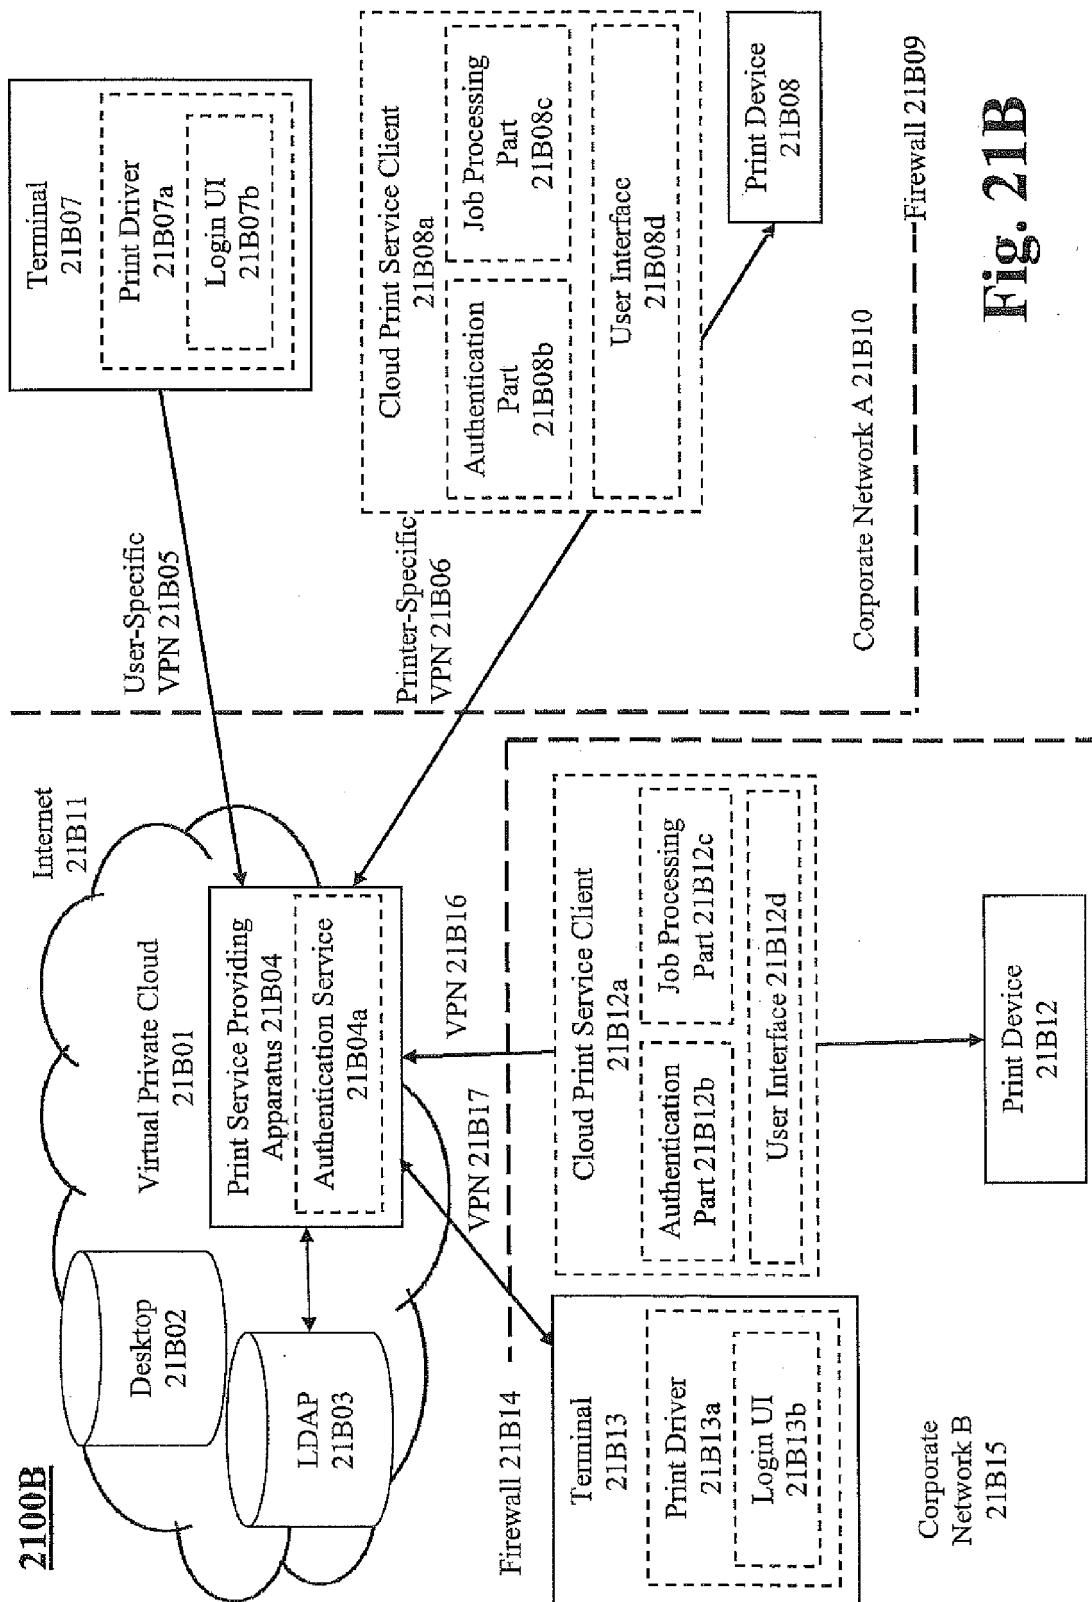 2100B
Desktop
21B02
LDAP
21B03
Virtual Private Cloud
21B01
Internet
21B11
Print Service Providing
Apparatus 21B04
Authentication Service
21B04a
User-Specific
VPN 21B05
Printer-Specific
VPN 21B06
Terminal
21B07
Print Driver
21B07a
Login UI
21B07b
Cloud Print Service Client
21B08a
Authentication
Part
21B08b
Job Processing
Part
21B08c
User Interface
21B08d
Print Device
21B08
Corporate Network A 21B10
Firewall 21B09
Firewall 21B14
VPN 21B17
VPN 21B16
Terminal
21B13
Print Driver
21B13a
Login UI
21B13b
Cloud Print Service Client
21B12a
Authentication
Part 21B12b
Job Processing
Part 21B12c
User Interface 21B12d
Print Device
21B12
Corporate
Network B
21B15
Fig. 21B